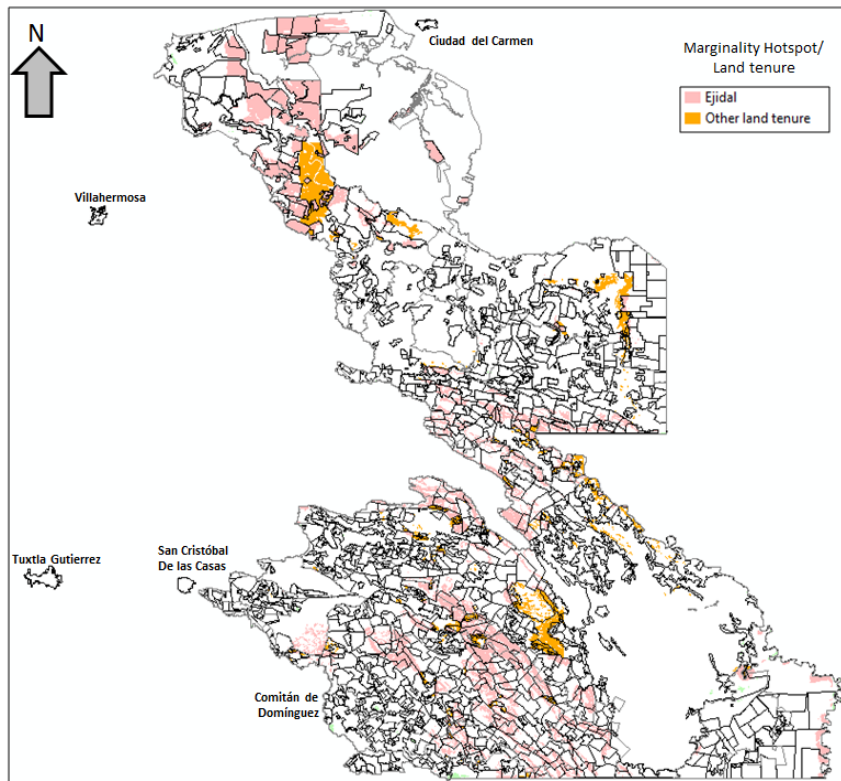 N
Ciudad del Carmen
Marginality Hotspot/
Land tenure
Ejidal
Other land tenure
Villahermosa
Tuxtla Gutierrez
San Cristóbal
De las Casas
Comitán de
Domínguez